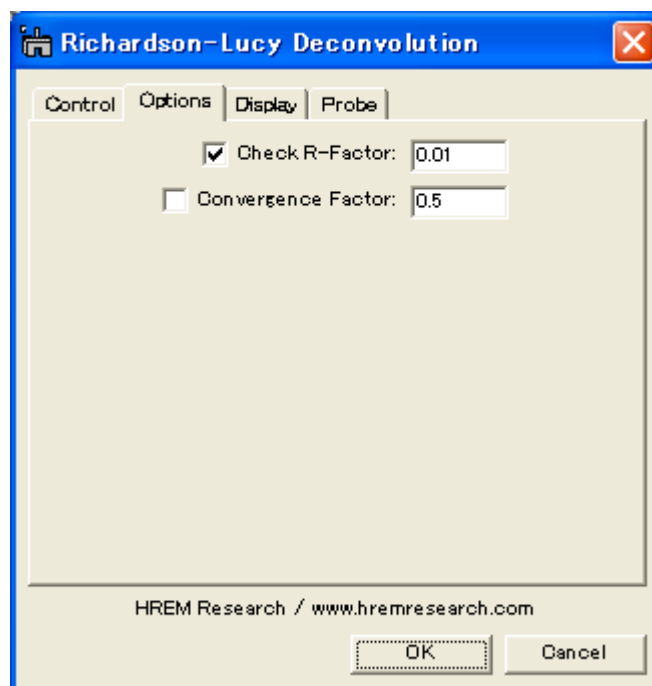 Richardson-Lucy Deconvolution
Control Options Display Probe
Check R-Factor: 0.01
Convergence Factor: 0.5
HREM Research / www.hremresearch.com
OK Cancel